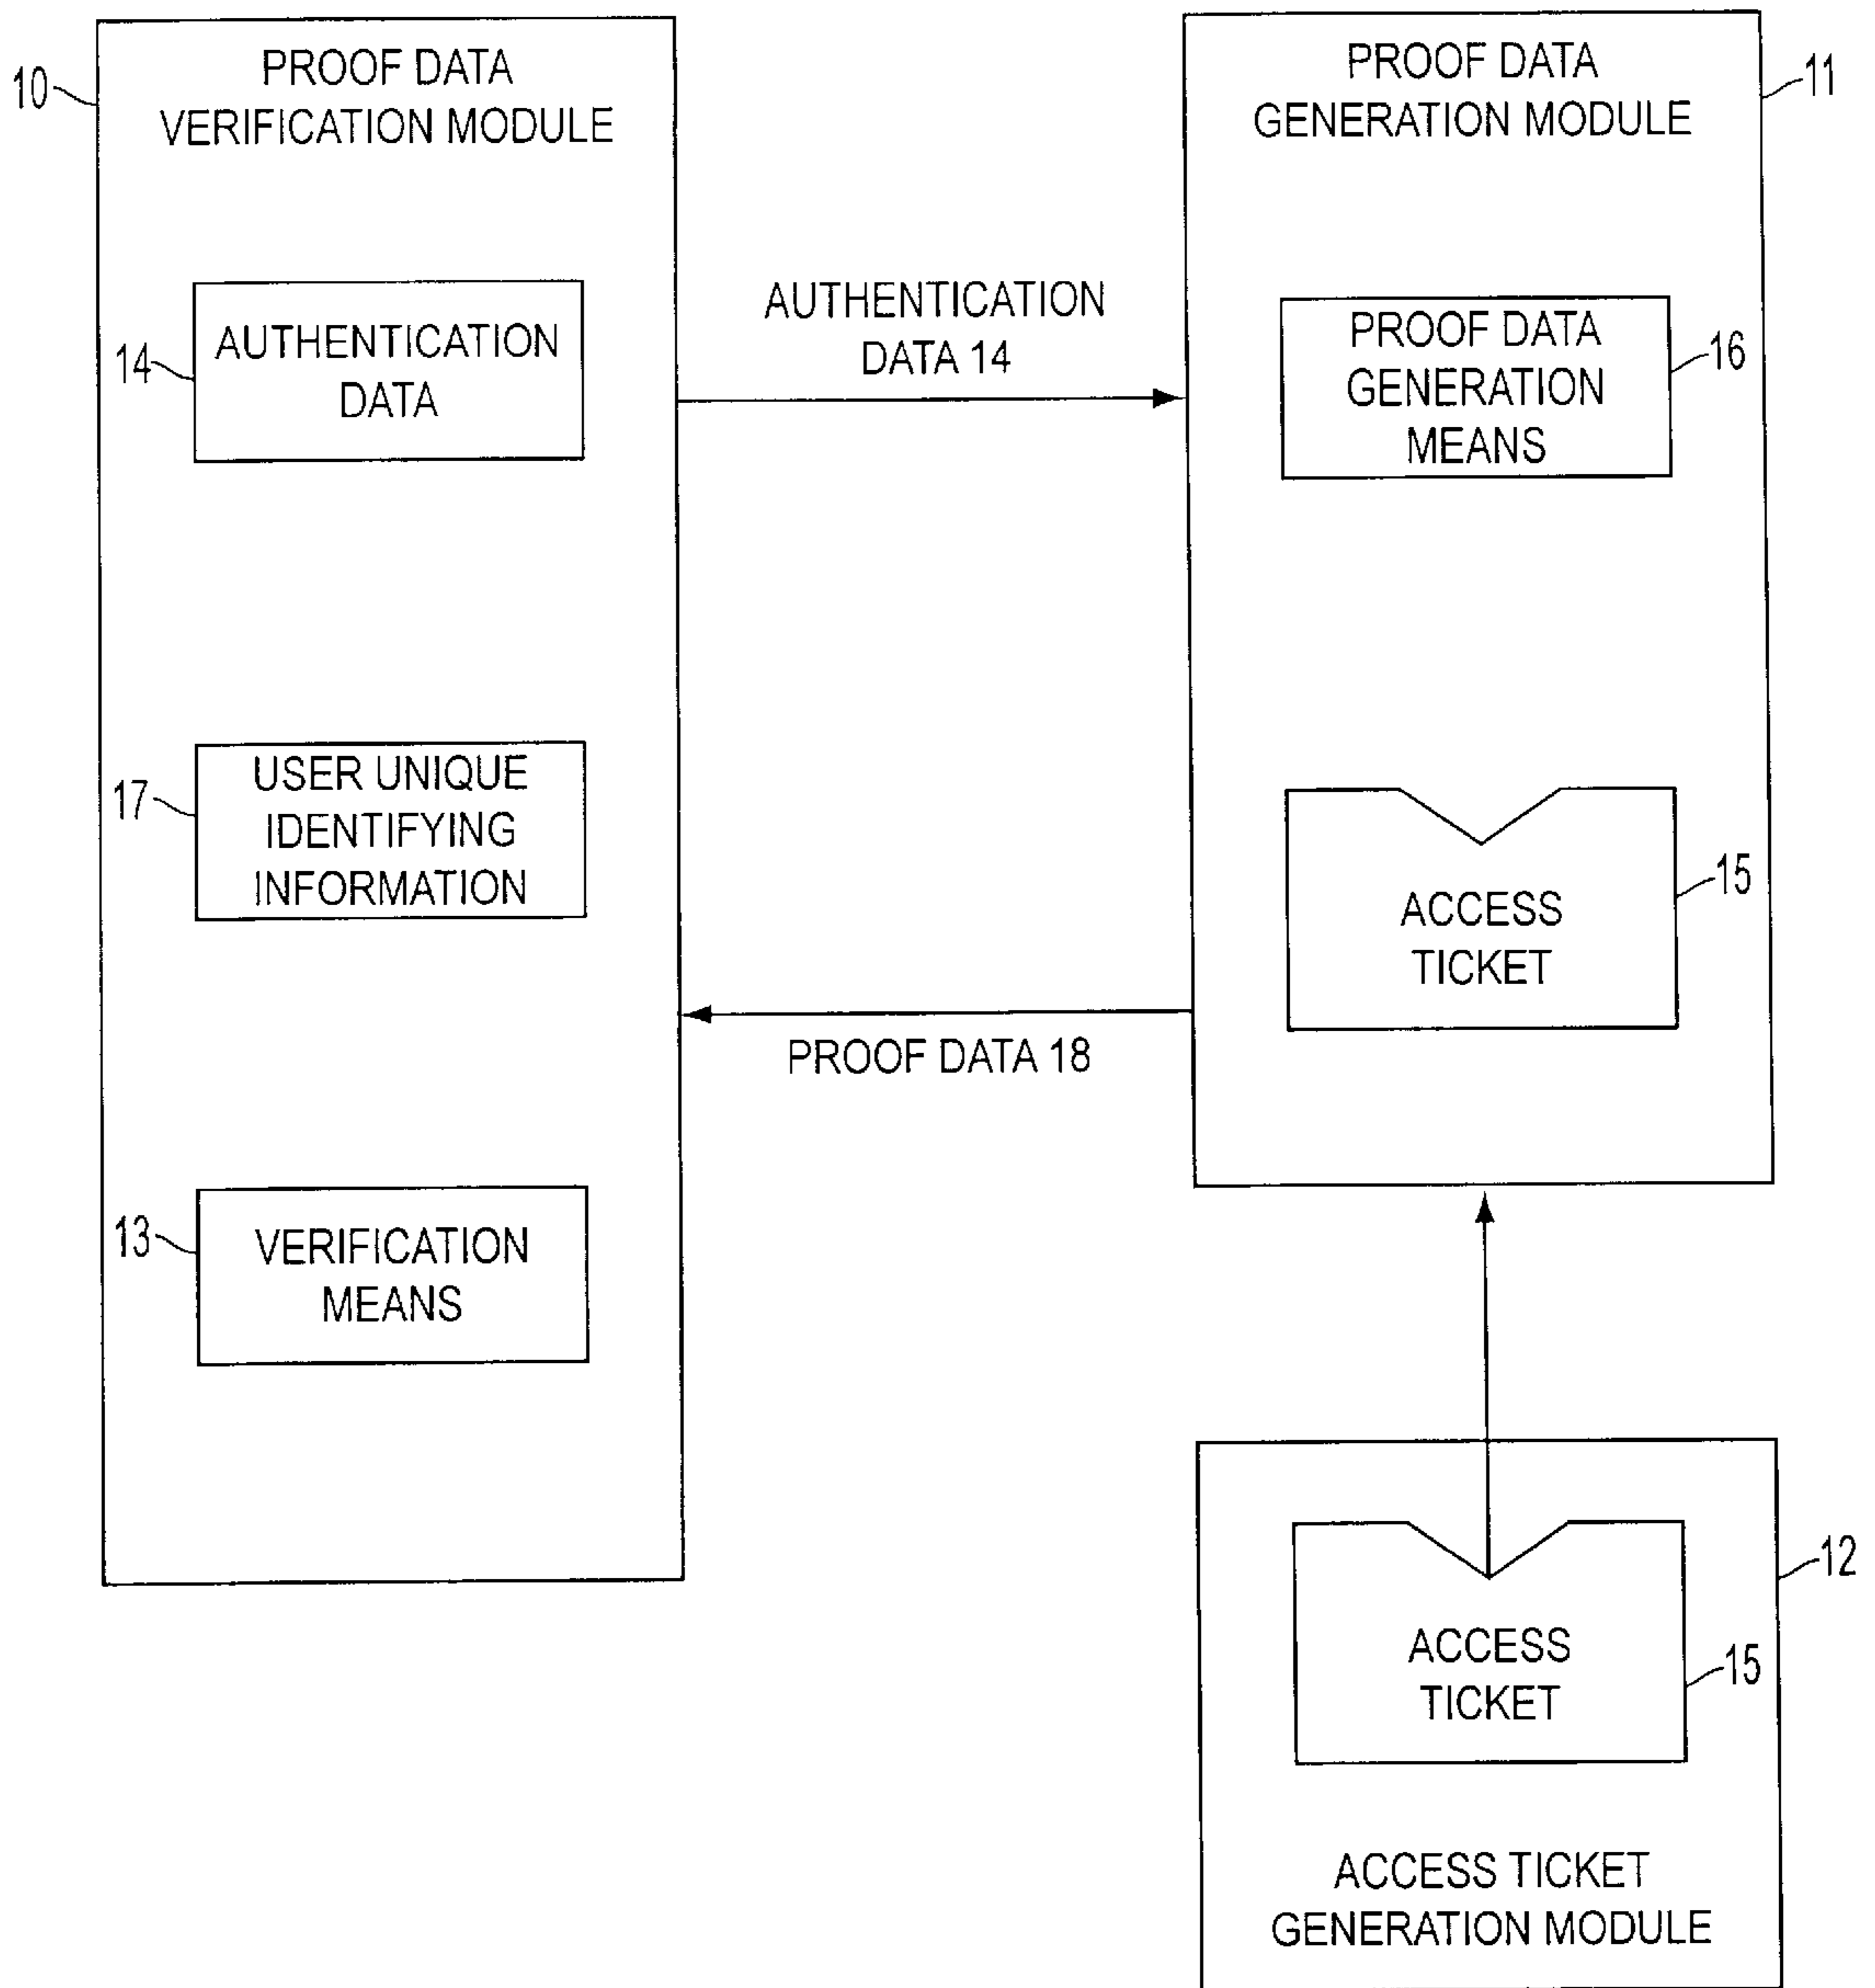 10
PROOF DATA
VERIFICATION MODULE
14
AUTHENTICATION
DATA
17
USER UNIQUE
IDENTIFYING
INFORMATION
13
VERIFICATION
MEANS
AUTHENTICATION
DATA 14
PROOF DATA 18
PROOF DATA
GENERATION MODULE
11
PROOF DATA
GENERATION
MEANS
16
ACCESS
TICKET
15
12
ACCESS
TICKET
15
ACCESS TICKET
GENERATION MODULE